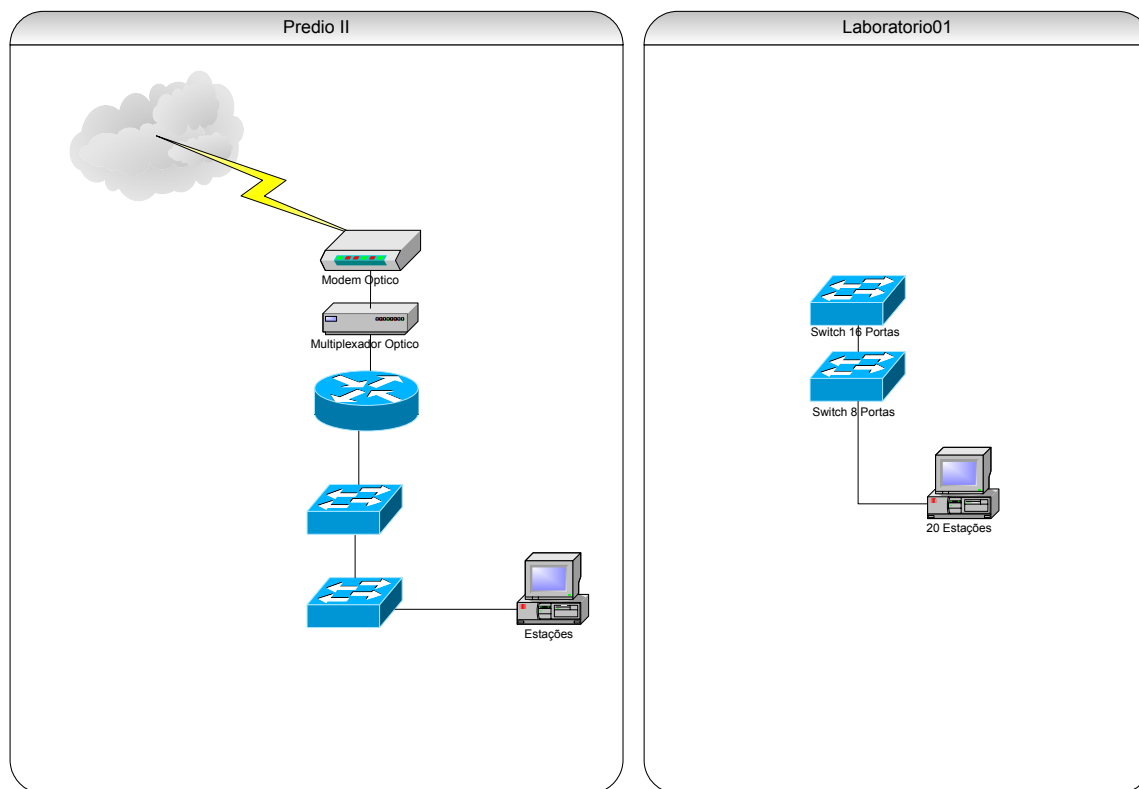 Predio II
Laboratorio01
Modem Optico
Multiplexador Optico
Estações
Switch 16 Portas
Switch 8 Portas
20 Estações